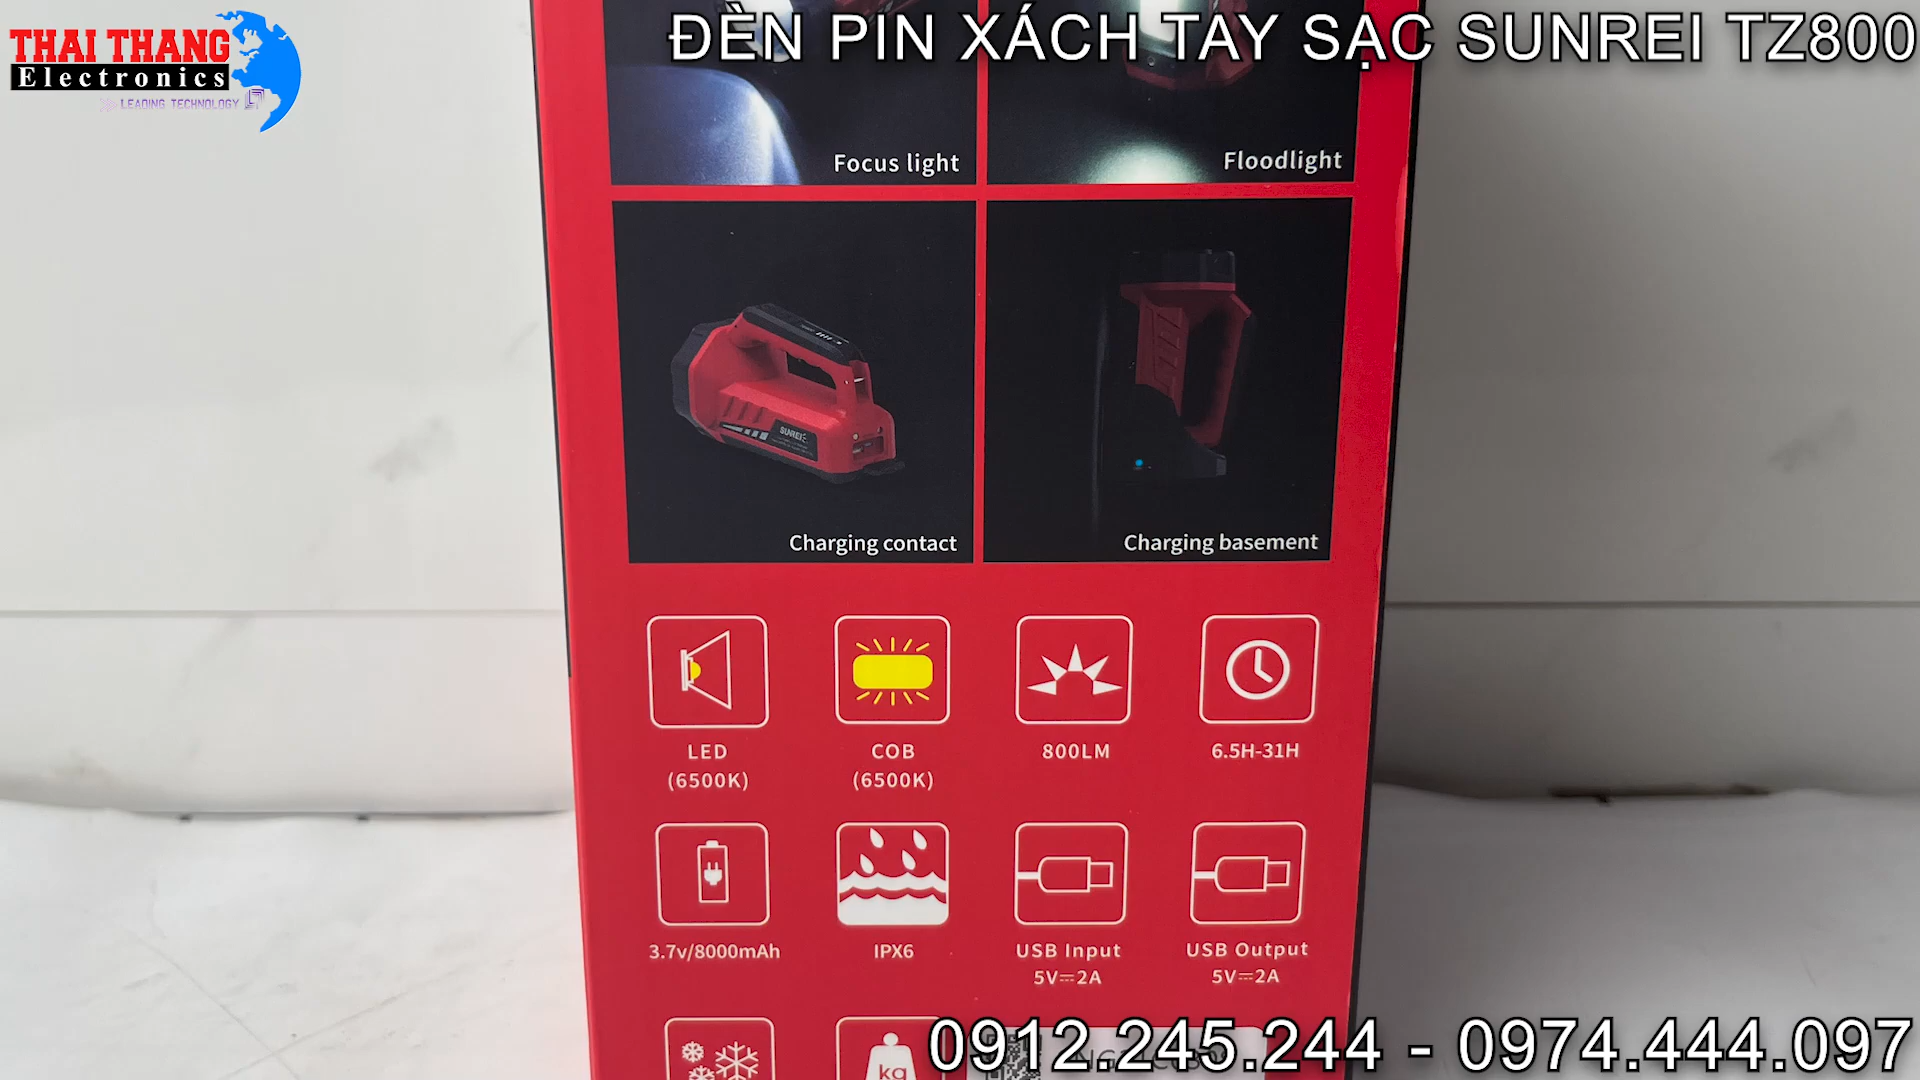 THAI THANG
Electronics
LEADING TECHNOLOGY
ĐÈN PIN XÁCH TAY SẠC SUNREI TZ800
Focus light
Floodlight
SUNREI
Charging contact
Charging basement
LED
(6500K)
COB
(6500K)
800LM
6.5H-31H
3.7v/8000mAh
IPX6
USB Input
5V⎓2A
USB Output
5V⎓2A
kg
0912.245.244 - 0974.444.097